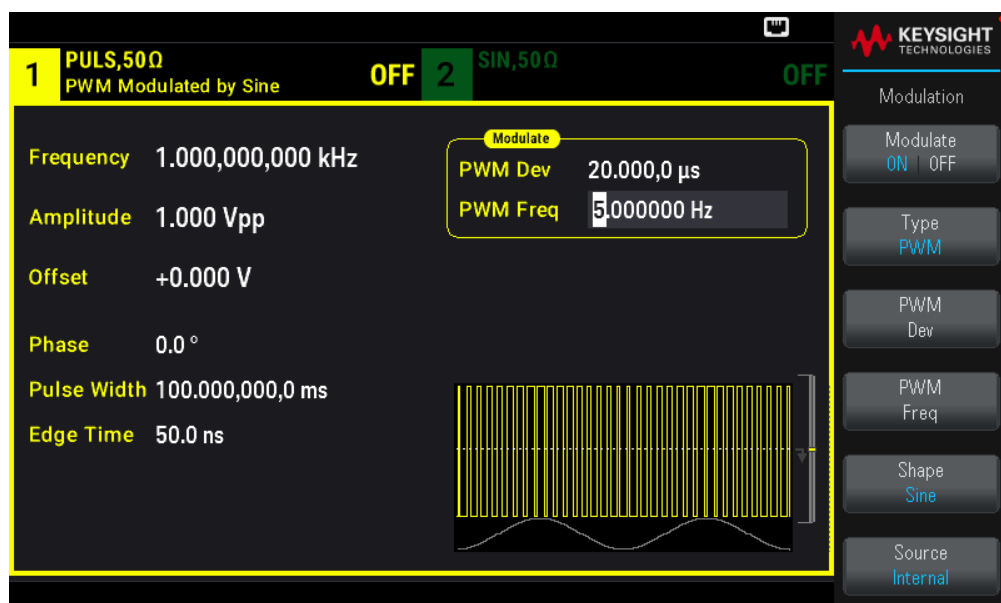 1
PULS,50Ω
PWM Modulated by Sine
OFF
2
SIN,50Ω
OFF
Frequency 1.000,000,000 kHz
Amplitude 1.000 Vpp
Offset +0.000 V
Phase 0.0 °
Pulse Width 100.000,000,0 ms
Edge Time 50.0 ns
Modulate
PWM Dev 20.000,0 µs
PWM Freq 5.000000 Hz
KEYSIGHT
TECHNOLOGIES
Modulation
Modulate
ON | OFF
Type
PWM
PWM
Dev
PWM
Freq
Shape
Sine
Source
Internal